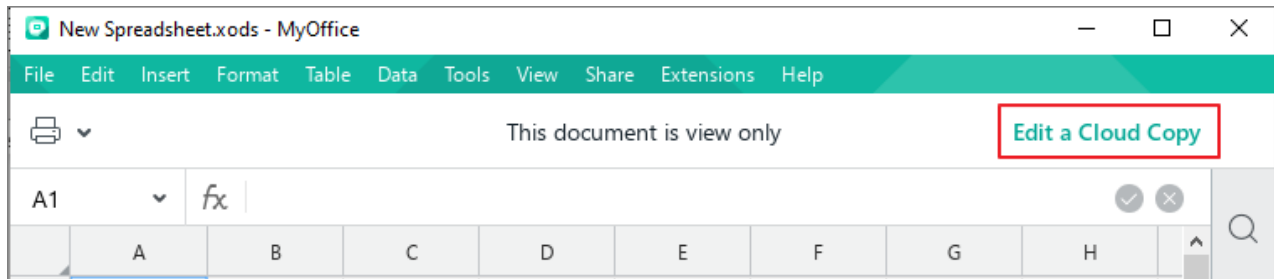 New Spreadsheet.xods - MyOffice
File Edit Insert Format Table Data Tools View Share Extensions Help
This document is view only Edit a Cloud Copy
A1 fx
A B C D E F G H